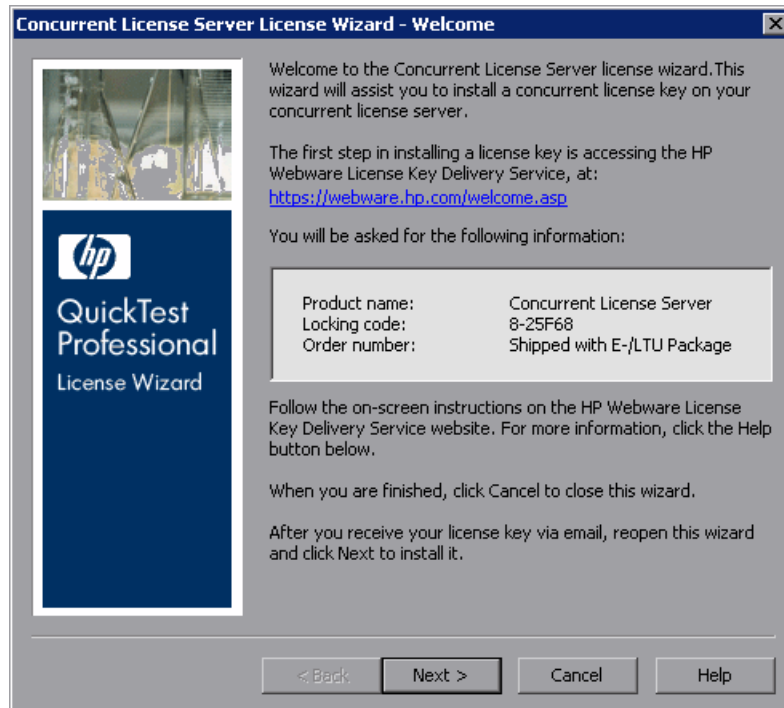 Concurrent License Server License Wizard - Welcome
Welcome to the Concurrent License Server license wizard.This
wizard will assist you to install a concurrent license key on your
concurrent license server.
The first step in installing a license key is accessing the HP
Webware License Key Delivery Service, at:
https://webware.hp.com/welcome.asp
You will be asked for the following information:
Product name: Concurrent License Server
Locking code: 8-25F68
Order number: Shipped with E-/LTU Package
hp
QuickTest
Professional
License Wizard
Follow the on-screen instructions on the HP Webware License
Key Delivery Service website. For more information, click the Help
button below.
When you are finished, click Cancel to close this wizard.
After you receive your license key via email, reopen this wizard
and click Next to install it.
< Back Next > Cancel Help